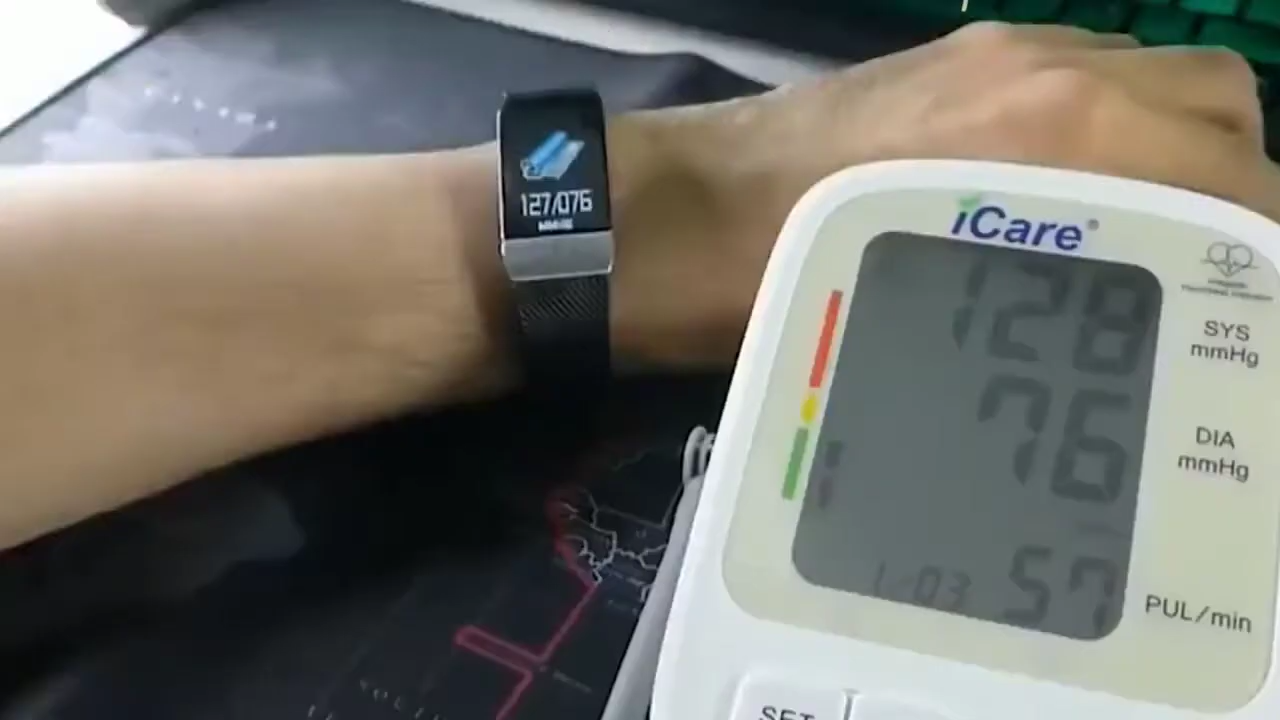 127/076
iCare®
128
SYS
mmHg
76
DIA
mmHg
1/03
57
PUL/min
SET